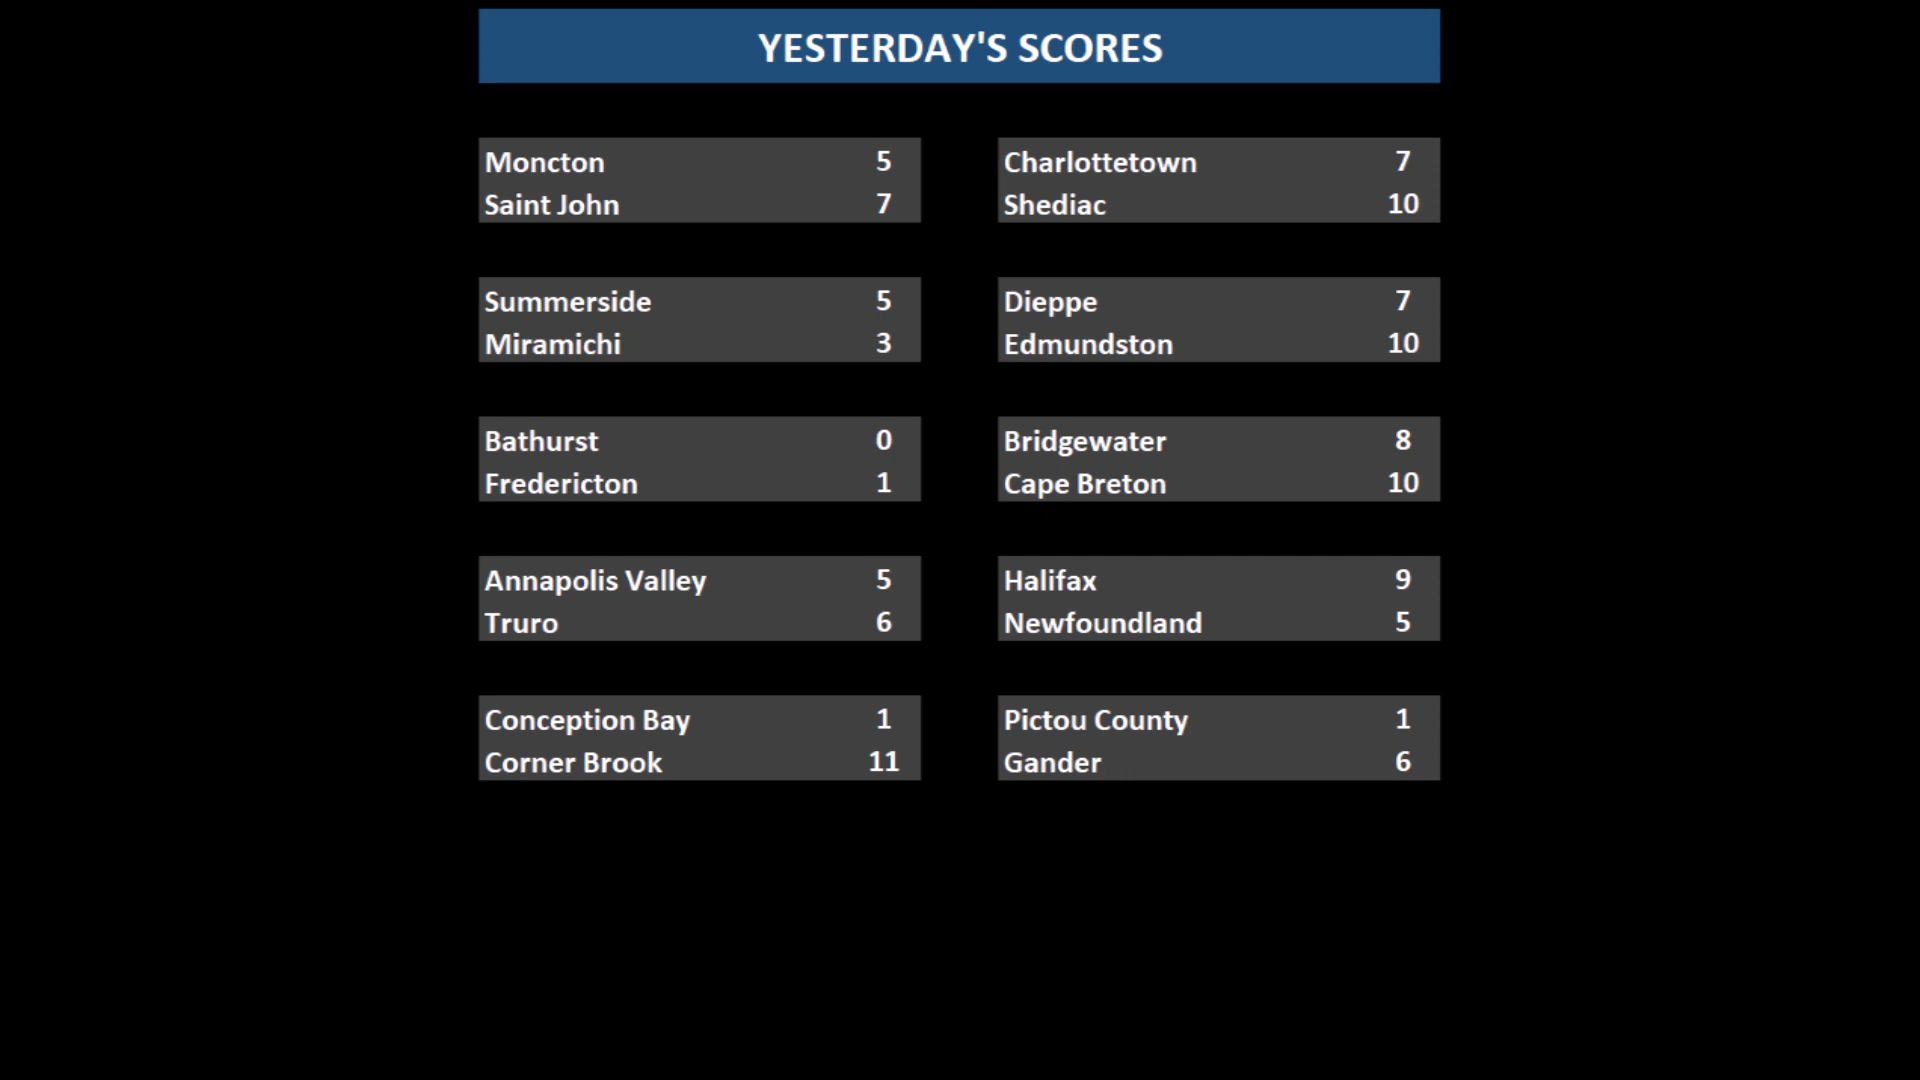 YESTERDAY'S SCORES
Moncton 5
Saint John 7
Charlottetown 7
Shediac 10
Summerside 5
Miramichi 3
Dieppe 7
Edmundston 10
Bathurst 0
Fredericton 1
Bridgewater 8
Cape Breton 10
Annapolis Valley 5
Truro 6
Halifax 9
Newfoundland 5
Conception Bay 1
Corner Brook 11
Pictou County 1
Gander 6